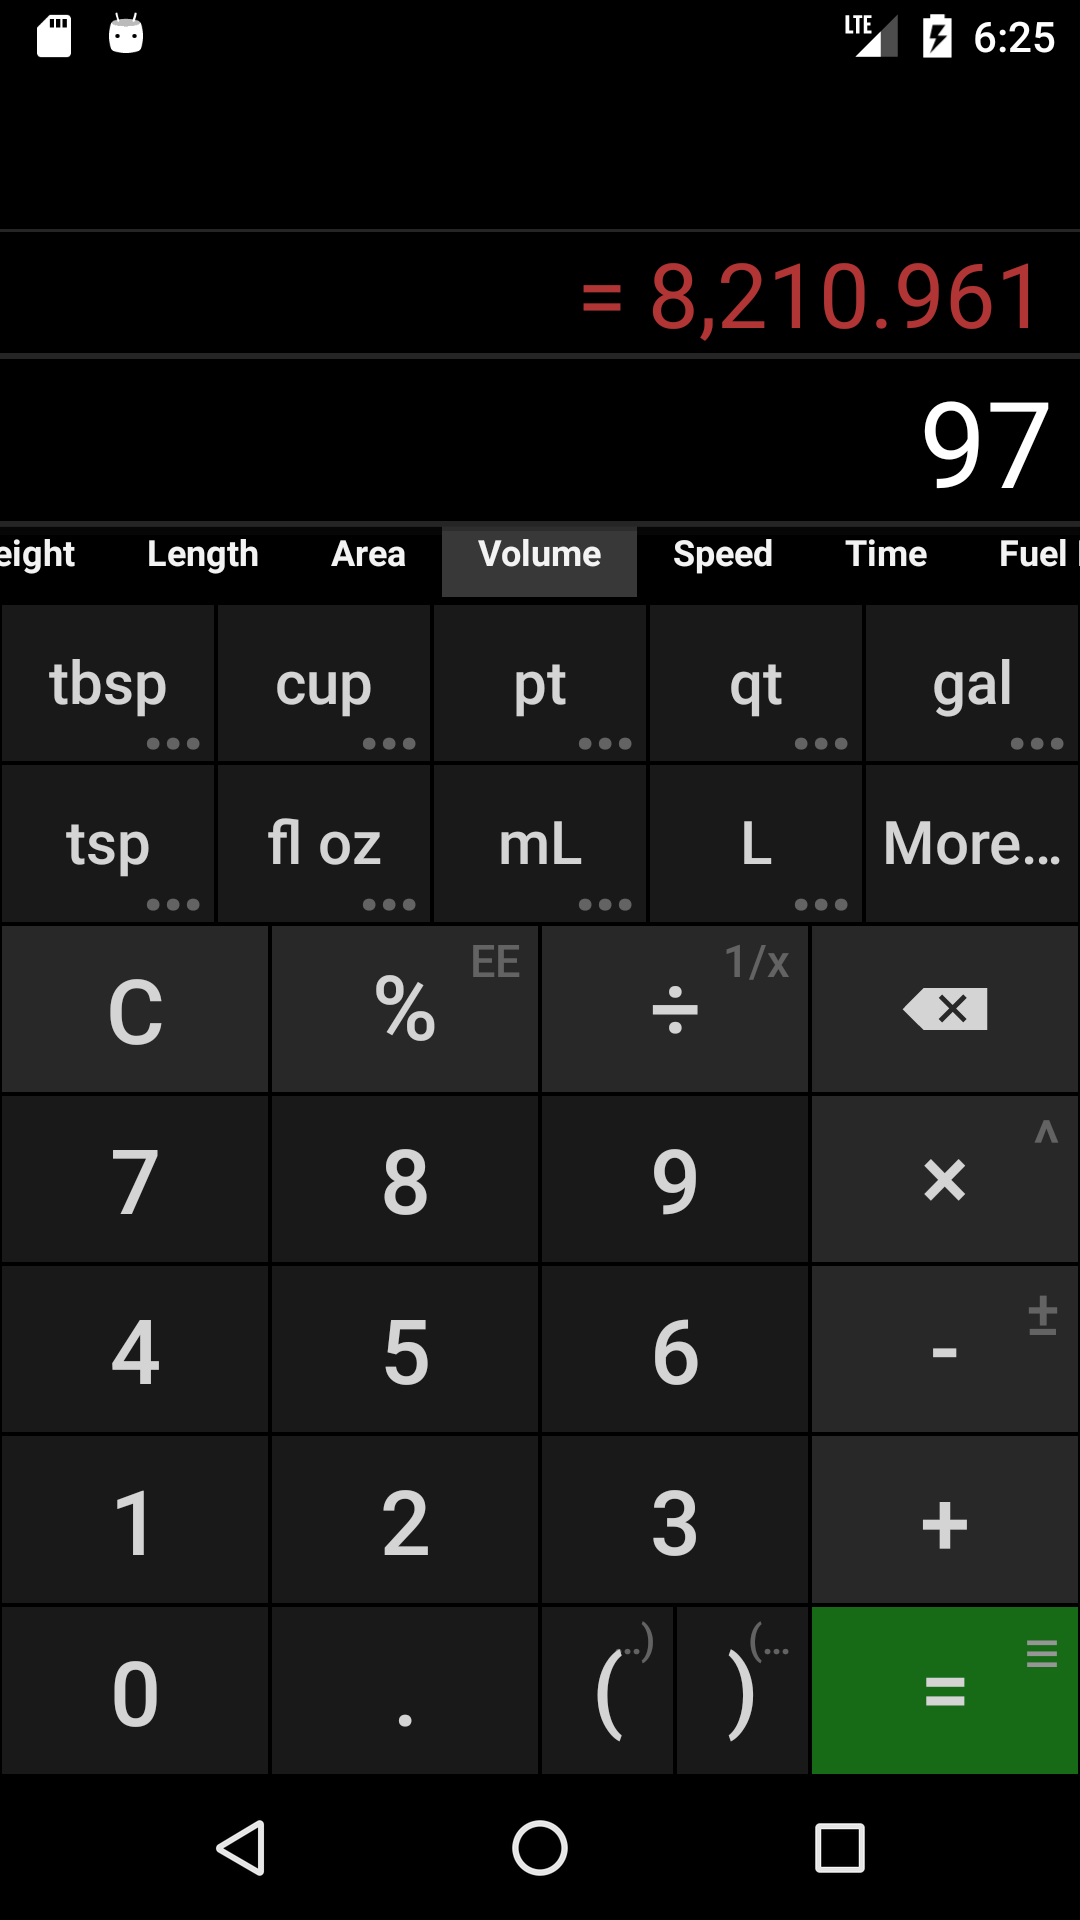 LTE 6:25
= 8,210.961
97
eight Length Area Volume Speed Time Fuel
tbsp cup pt qt gal
tsp fl oz mL L More...
C % EE ÷ 1/x
7 8 9 × ^
4 5 6 - ±
1 2 3 +
0 . ( ..) ) (... =